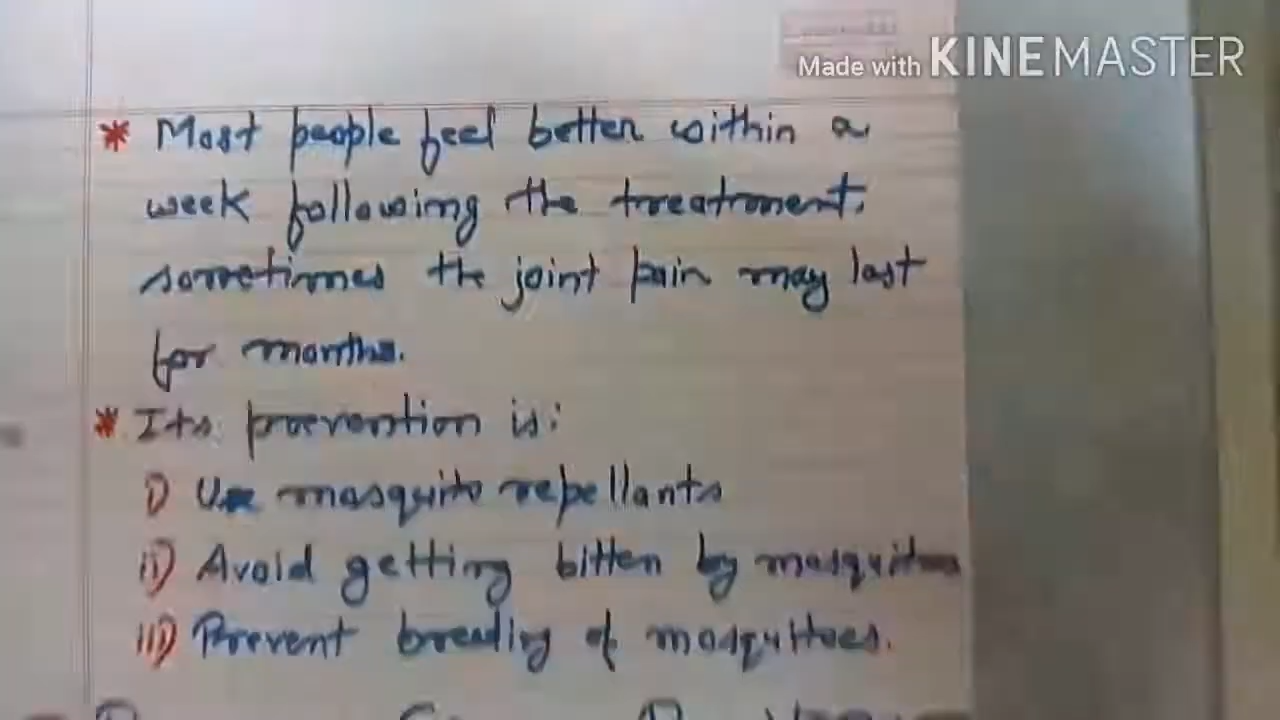 Made with KINEMASTER
* Most people feel better within a
week following the treatment.
sometimes the joint pain may last
for months.
* Its prevention is:
i) Use mosquito repellants
ii) Avoid getting bitten by mosquitoes
iii) Prevent breeding of mosquitoes.